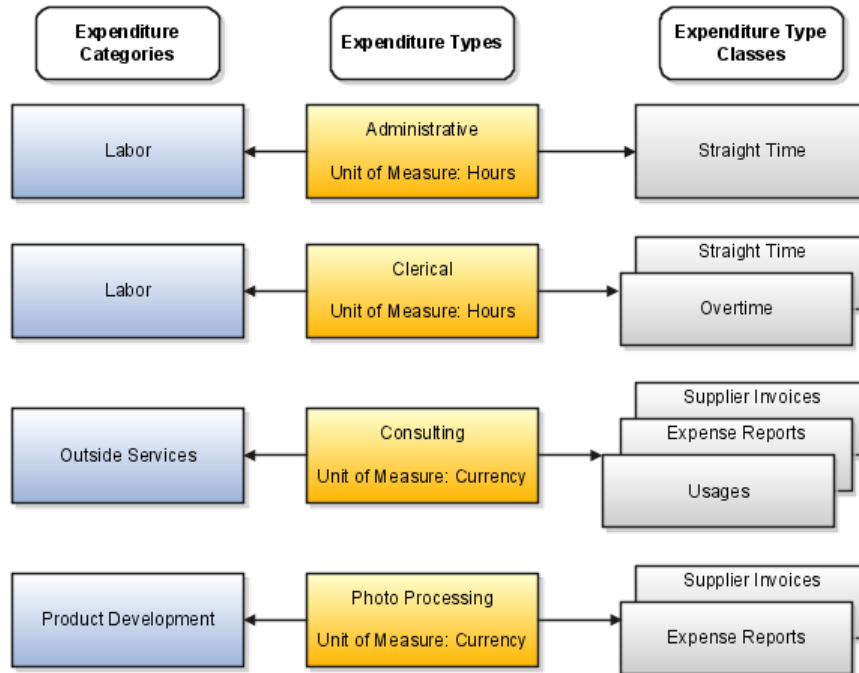 Expenditure
Categories
Expenditure Types
Expenditure Type
Classes
Labor
Administrative
Unit of Measure: Hours
Straight Time
Labor
Clerical
Unit of Measure: Hours
Straight Time
Overtime
Outside Services
Consulting
Unit of Measure: Currency
Supplier Invoices
Expense Reports
Usages
Product Development
Photo Processing
Unit of Measure: Currency
Supplier Invoices
Expense Reports